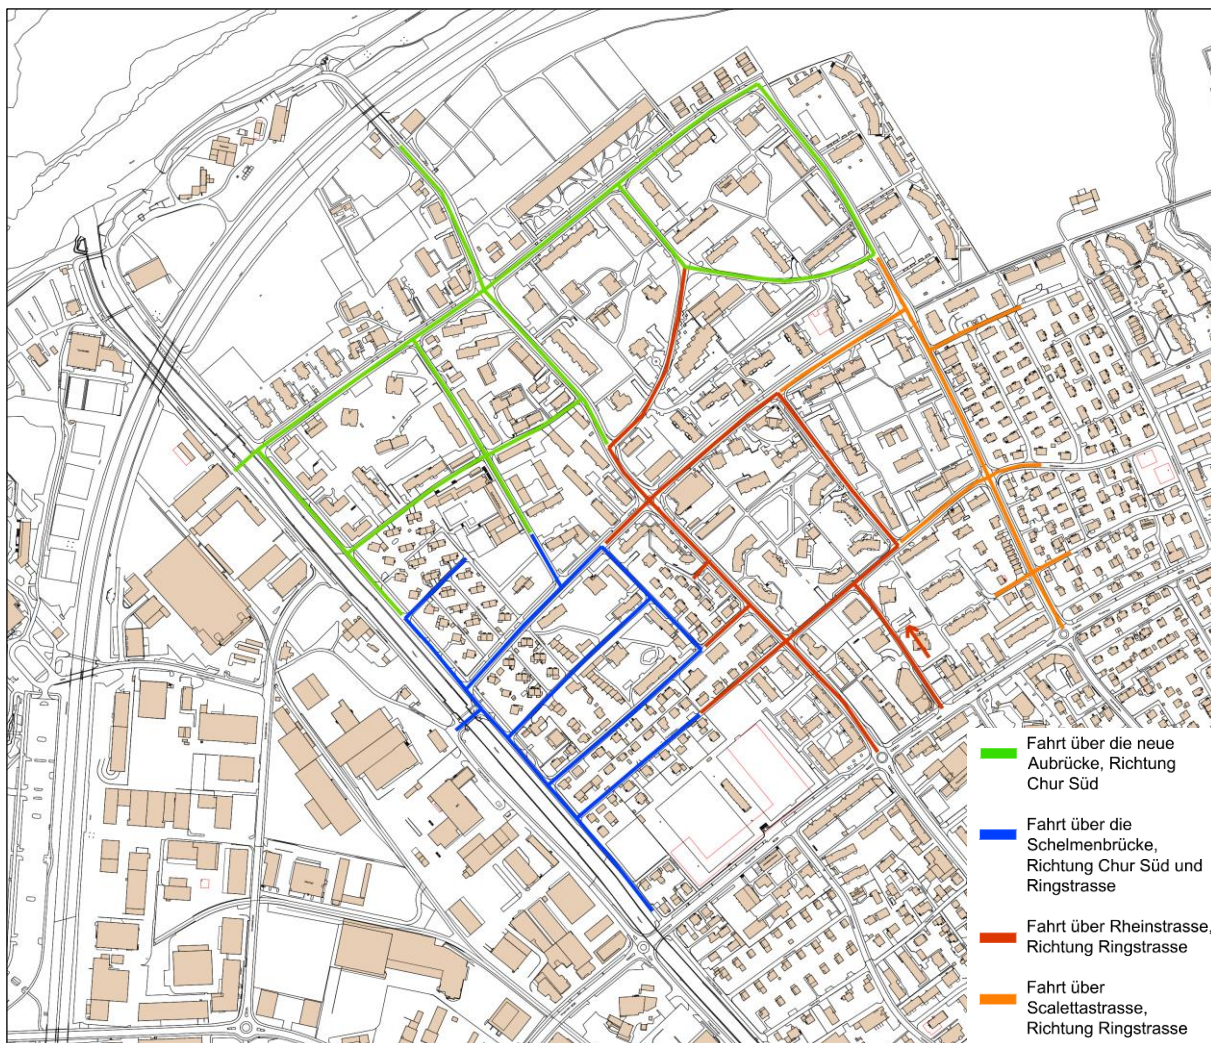 Fahrt über die neue
Aubrücke, Richtung
Chur Süd
Fahrt über die
Schelmenbrücke,
Richtung Chur Süd und
Ringstrasse
Fahrt über Rheinstrasse,
Richtung Ringstrasse
Fahrt über
Scalettastrasse,
Richtung Ringstrasse